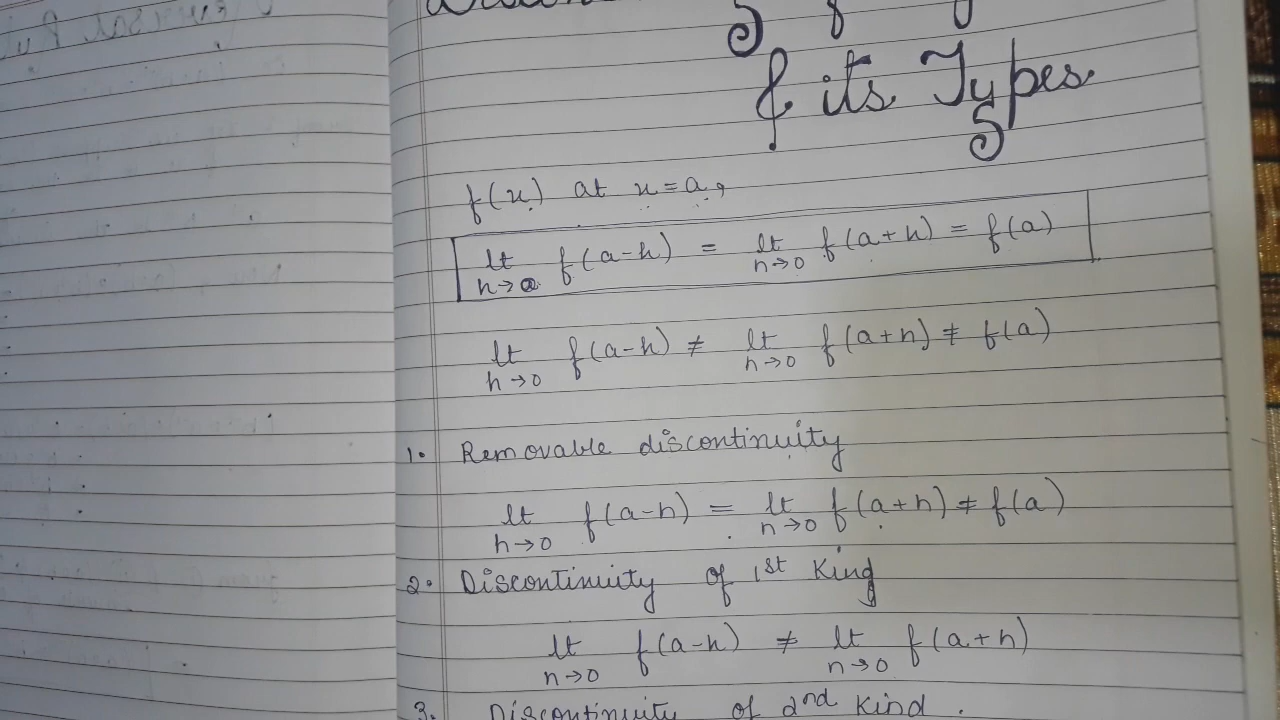 & its Types
f(x) at x = a,
lt f(a-h) = lt f(a+h) = f(a)
h→0 h→0
lt f(a-h) ≠ lt f(a+h) ≠ f(a)
h→0 h→0
1. Removable discontinuity
lt f(a-h) = lt f(a+h) ≠ f(a)
h→0 h→0
2. Discontinuity of 1st King
lt f(a-h) ≠ lt f(a+h)
h→0 h→0
3. Discontinuity of 2nd Kind.